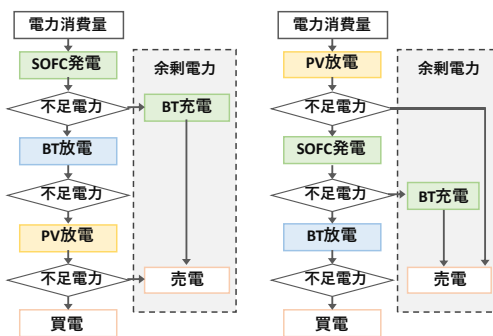 電力消費量
SOFC発電
余剰電力
不足電力
BT充電
BT放電
不足電力
PV放電
不足電力
売電
買電
電力消費量
PV放電
余剰電力
不足電力
SOFC発電
不足電力
BT充電
BT放電
不足電力
売電
買電